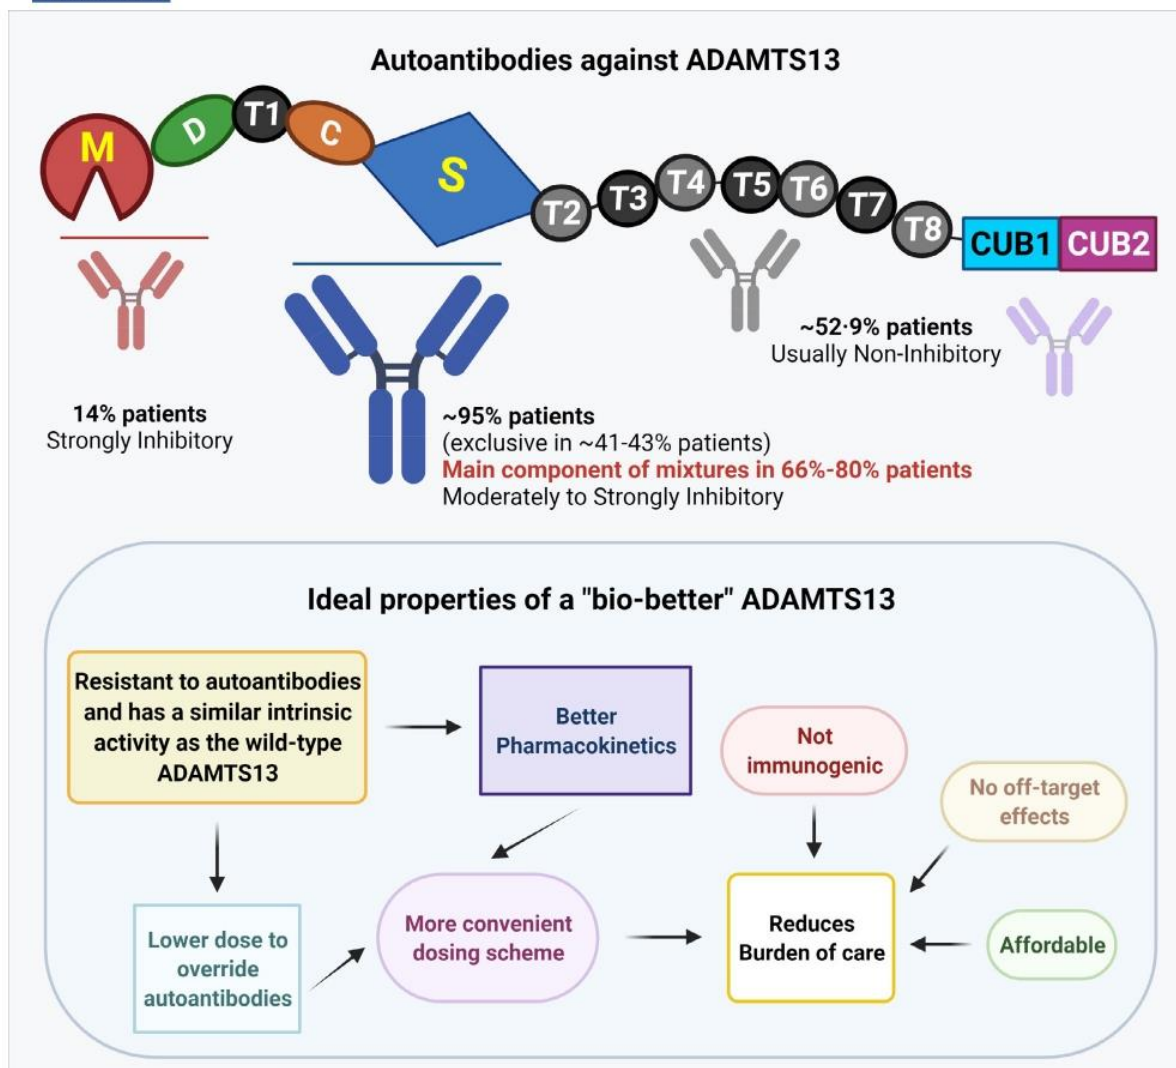 Autoantibodies against ADAMTS13
M
D
T1
C
S
T2
T3
T4
T5
T6
T7
T8
CUB1
CUB2
14% patients
Strongly Inhibitory
~95% patients
(exclusive in ~41-43% patients)
Main component of mixtures in 66%-80% patients
Moderately to Strongly Inhibitory
~52·9% patients
Usually Non-Inhibitory
Ideal properties of a "bio-better" ADAMTS13
Resistant to autoantibodies
and has a similar intrinsic
activity as the wild-type
ADAMTS13
Better
Pharmacokinetics
Not
immunogenic
No off-target
effects
Lower dose to
override
autoantibodies
More convenient
dosing scheme
Reduces
Burden of care
Affordable